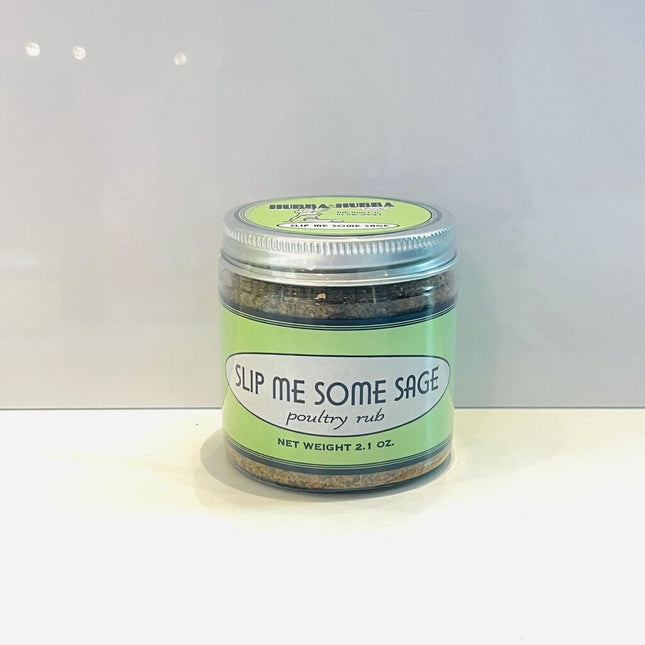 HUBBA-HUBBA
SLIP ME SOME SAGE
SLIP ME SOME SAGE
poultry rub
NET WEIGHT 2.1 OZ.